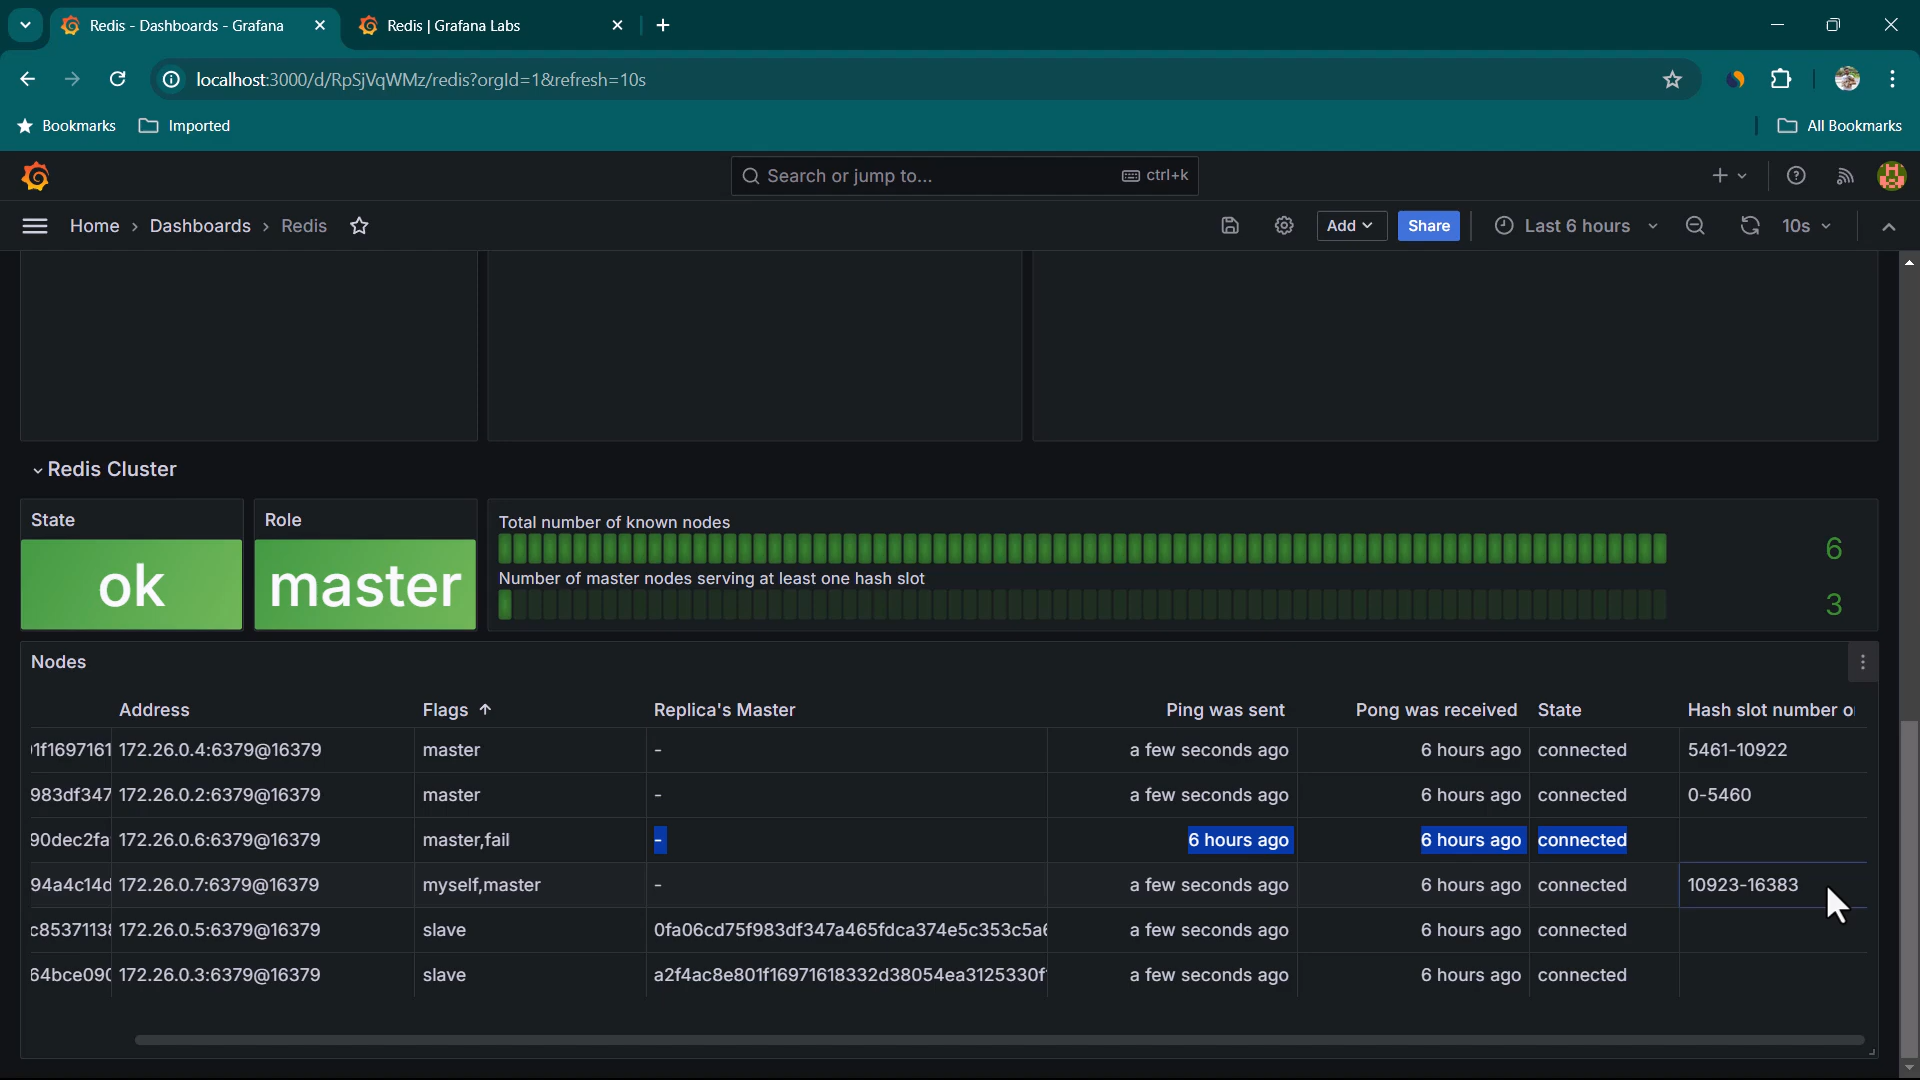 Redis - Dashboards - Grafana
Redis | Grafana Labs
localhost:3000/d/RpSjVqWMz/redis?orgId=1&refresh=10s
Bookmarks
Imported
All Bookmarks
Search or jump to...
ctrl+k
Home › Dashboards › Redis
Add
Share
Last 6 hours
10s
Redis Cluster
State
ok
Role
master
Total number of known nodes
6
Number of master nodes serving at least one hash slot
3
Nodes
Address Flags Replica's Master Ping was sent Pong was received State Hash slot number
1f1697161 172.26.0.4:6379@16379 master - a few seconds ago 6 hours ago connected 5461-10922
983df347 172.26.0.2:6379@16379 master - a few seconds ago 6 hours ago connected 0-5460
90dec2fa 172.26.0.6:6379@16379 master,fail - 6 hours ago 6 hours ago connected
94a4c14d 172.26.0.7:6379@16379 myself,master - a few seconds ago 6 hours ago connected 10923-16383
c8537113 172.26.0.5:6379@16379 slave 0fa06cd75f983df347a465fdca374e5c353c5a a few seconds ago 6 hours ago connected
64bce090 172.26.0.3:6379@16379 slave a2f4ac8e801f16971618332d38054ea3125330f a few seconds ago 6 hours ago connected